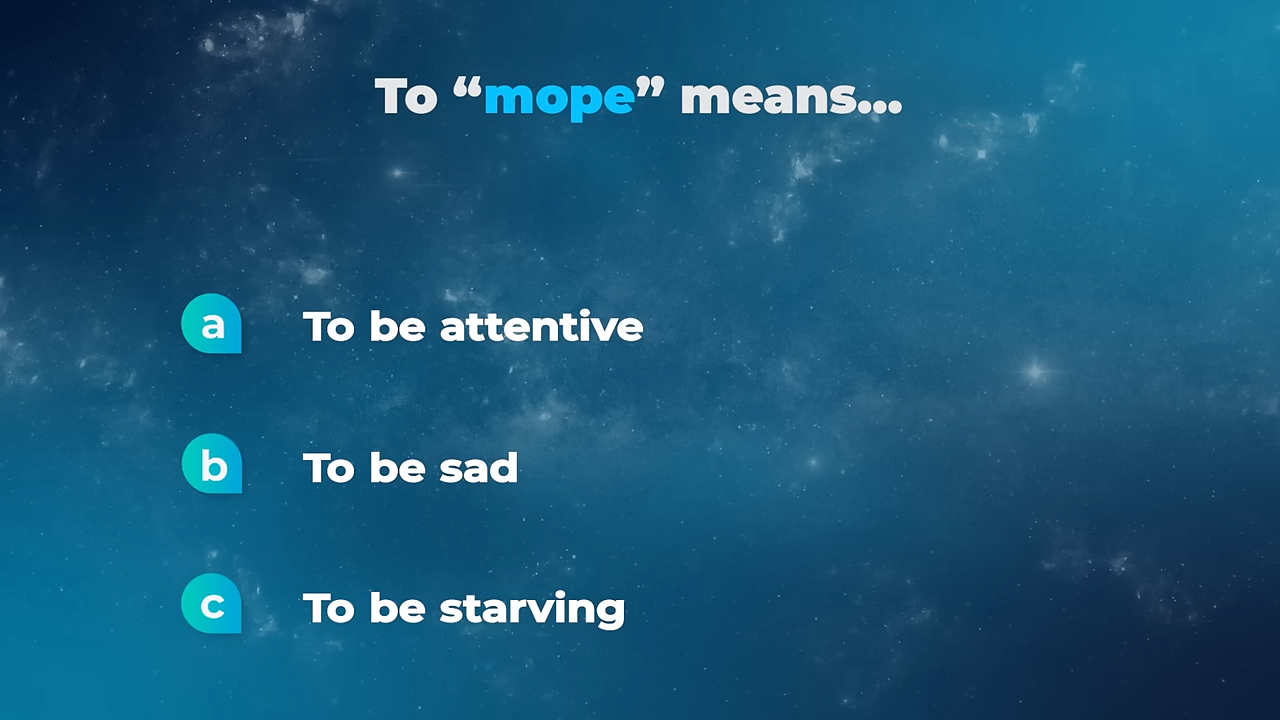 To “mope” means...
a To be attentive
b To be sad
c To be starving